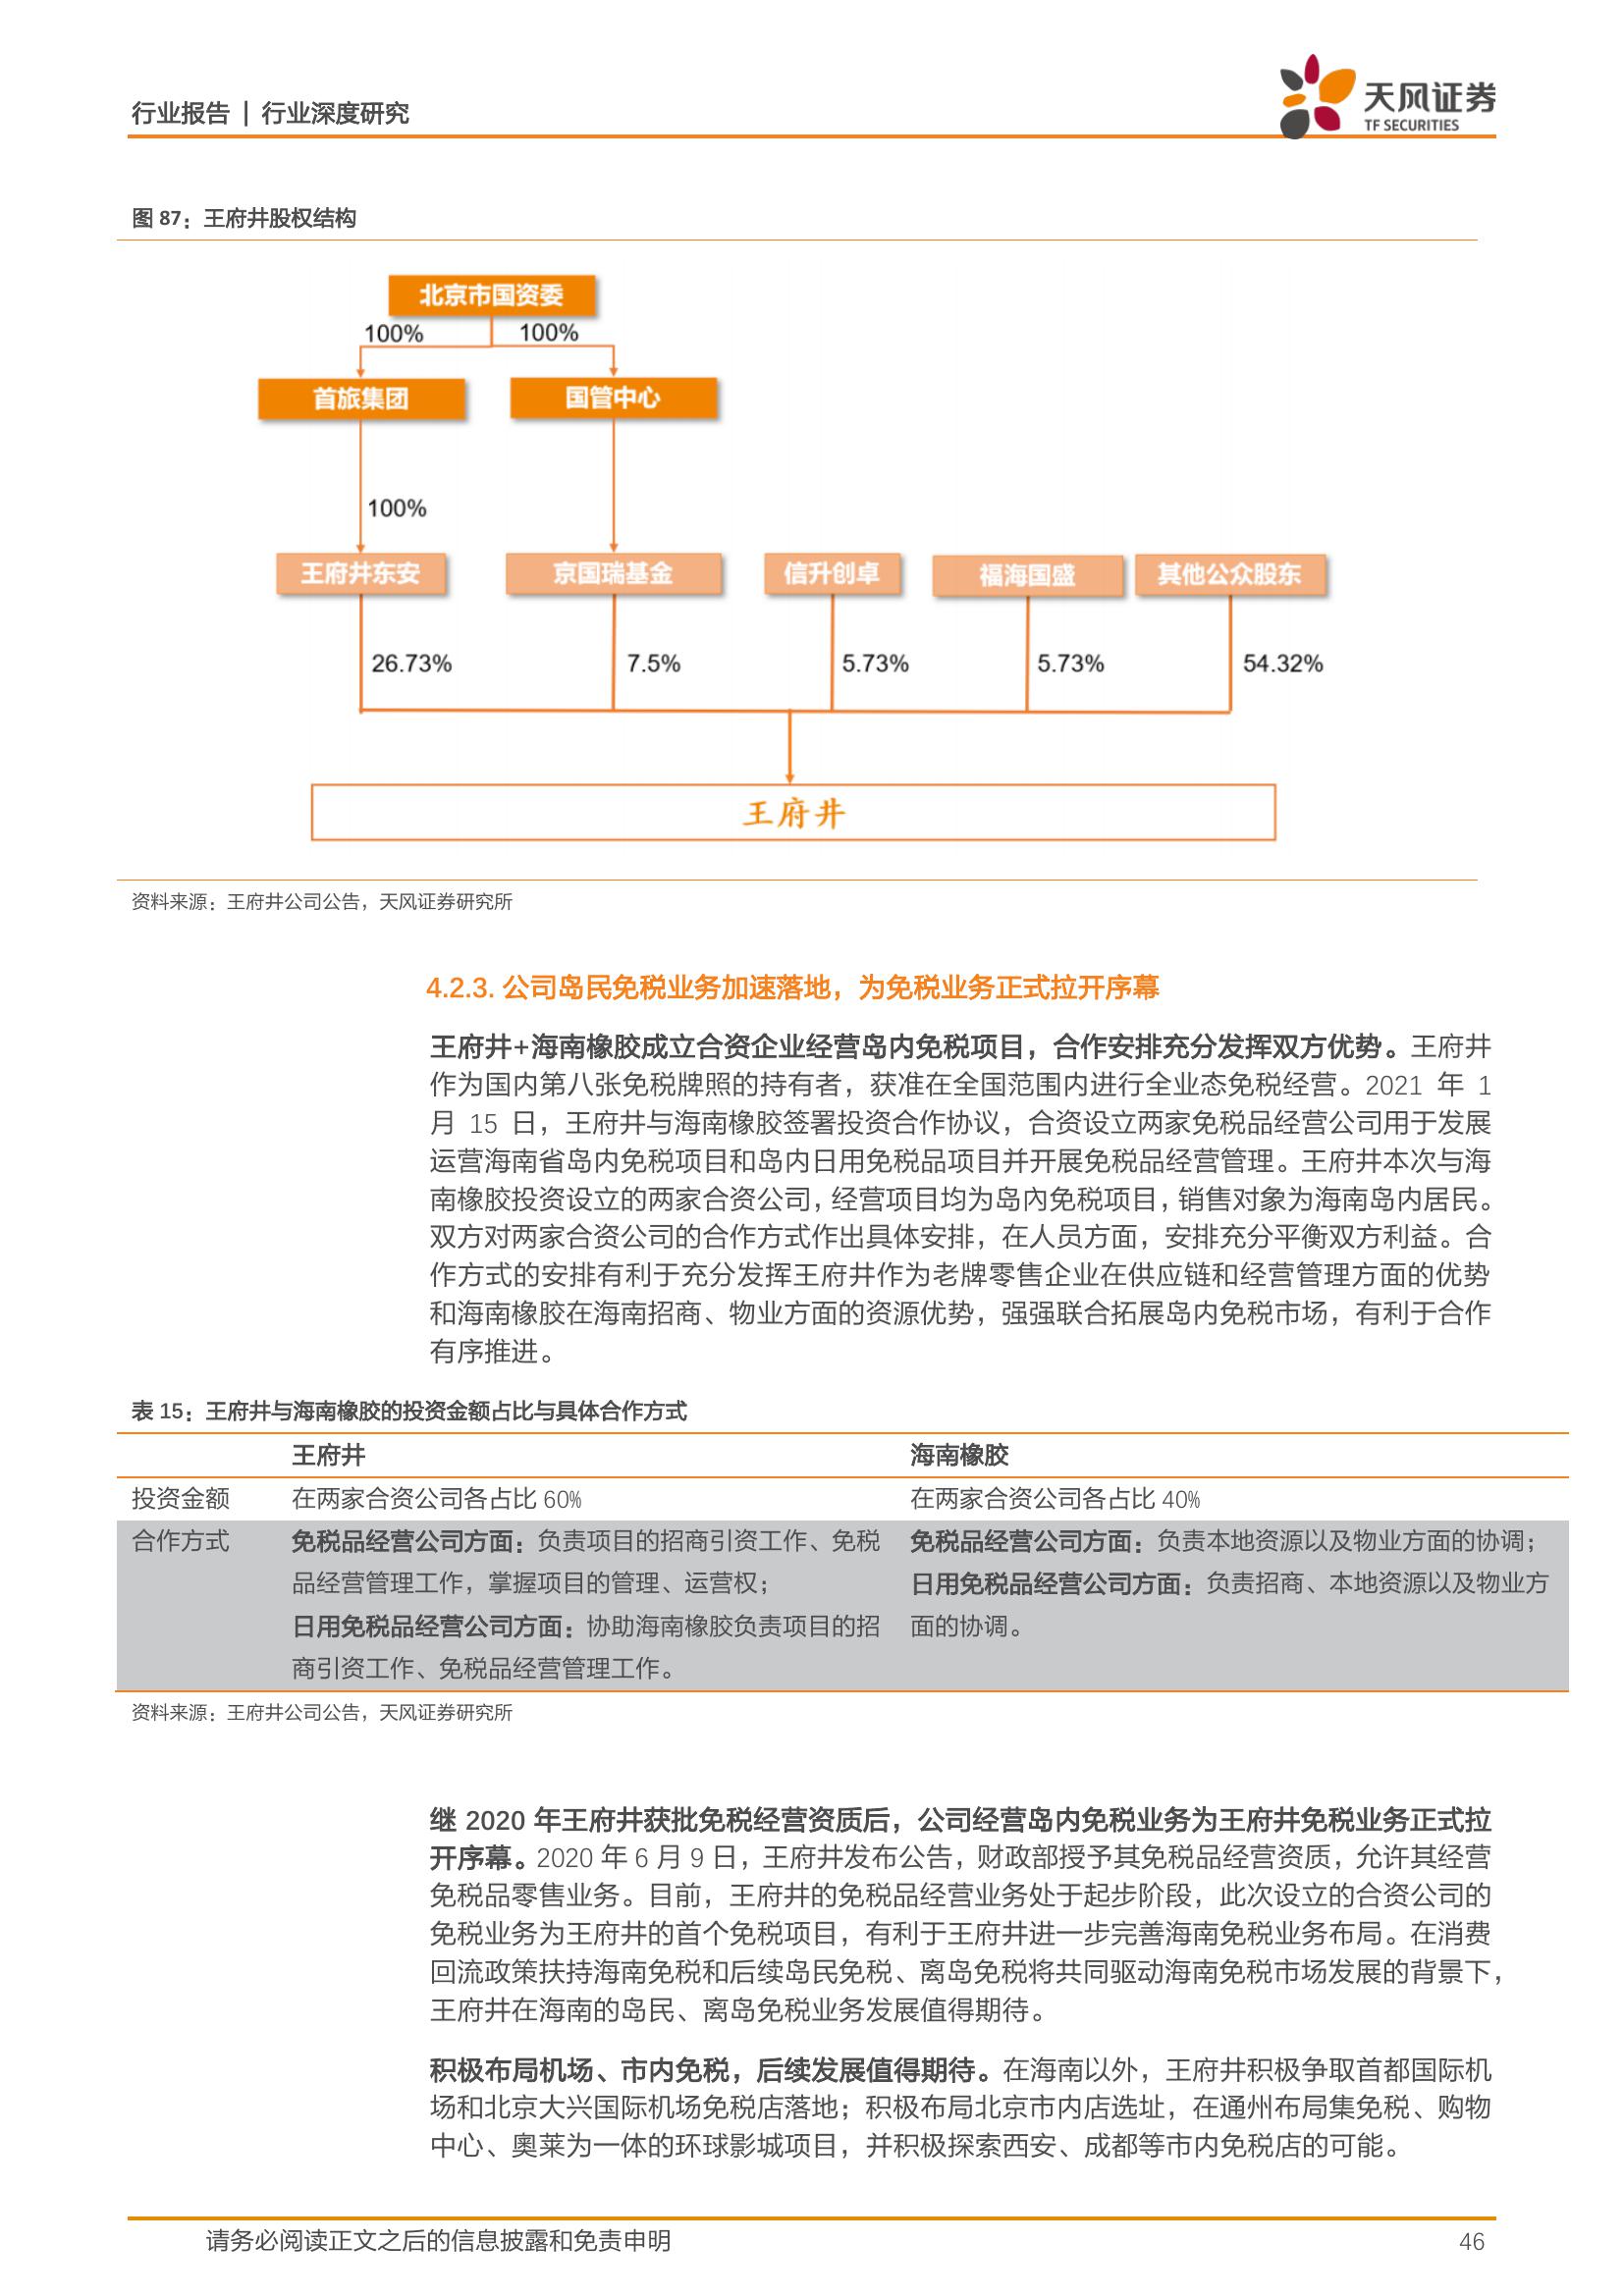 行业报告 | 行业深度研究
天风证券
TF SECURITIES
图 87：王府井股权结构
北京市国资委
100%
100%
首旅集团
国管中心
100%
王府井东安
京国瑞基金
信升创卓
福海国盛
其他公众股东
26.73%
7.5%
5.73%
5.73%
54.32%
王府井
资料来源：王府井公司公告，天风证券研究所
4.2.3. 公司岛民免税业务加速落地，为免税业务正式拉开序幕
王府井+海南橡胶成立合资企业经营岛内免税项目，合作安排充分发挥双方优势。王府井
作为国内第八张免税牌照的持有者，获准在全国范围内进行全业态免税经营。2021 年 1
月 15 日，王府井与海南橡胶签署投资合作协议，合资设立两家免税品经营公司用于发展
运营海南省岛内免税项目和岛内日用免税品项目并开展免税品经营管理。王府井本次与海
南橡胶投资设立的两家合资公司，经营项目均为岛内免税项目，销售对象为海南岛内居民。
双方对两家合资公司的合作方式作出具体安排，在人员方面，安排充分平衡双方利益。合
作方式的安排有利于充分发挥王府井作为老牌零售企业在供应链和经营管理方面的优势
和海南橡胶在海南招商、物业方面的资源优势，强强联合拓展岛内免税市场，有利于合作
有序推进。
表 15：王府井与海南橡胶的投资金额占比与具体合作方式
王府井 海南橡胶
投资金额 在两家合资公司各占比 60% 在两家合资公司各占比 40%
合作方式 免税品经营公司方面：负责项目的招商引资工作、免税 免税品经营公司方面：负责本地资源以及物业方面的协调；
品经营管理工作，掌握项目的管理、运营权； 日用免税品经营公司方面：负责招商、本地资源以及物业方
日用免税品经营公司方面：协助海南橡胶负责项目的招 面的协调。
商引资工作、免税品经营管理工作。
资料来源：王府井公司公告，天风证券研究所
继 2020 年王府井获批免税经营资质后，公司经营岛内免税业务为王府井免税业务正式拉
开序幕。2020 年 6 月 9 日，王府井发布公告，财政部授予其免税品经营资质，允许其经营
免税品零售业务。目前，王府井的免税品经营业务处于起步阶段，此次设立的合资公司的
免税业务为王府井的首个免税项目，有利于王府井进一步完善海南免税业务布局。在消费
回流政策扶持海南免税和后续岛民免税、离岛免税将共同驱动海南免税市场发展的背景下，
王府井在海南的岛民、离岛免税业务发展值得期待。
积极布局机场、市内免税，后续发展值得期待。在海南以外，王府井积极争取首都国际机
场和北京大兴国际机场免税店落地；积极布局北京市内店选址，在通州布局集免税、购物
中心、奥莱为一体的环球影城项目，并积极探索西安、成都等市内免税店的可能。
请务必阅读正文之后的信息披露和免责申明
46